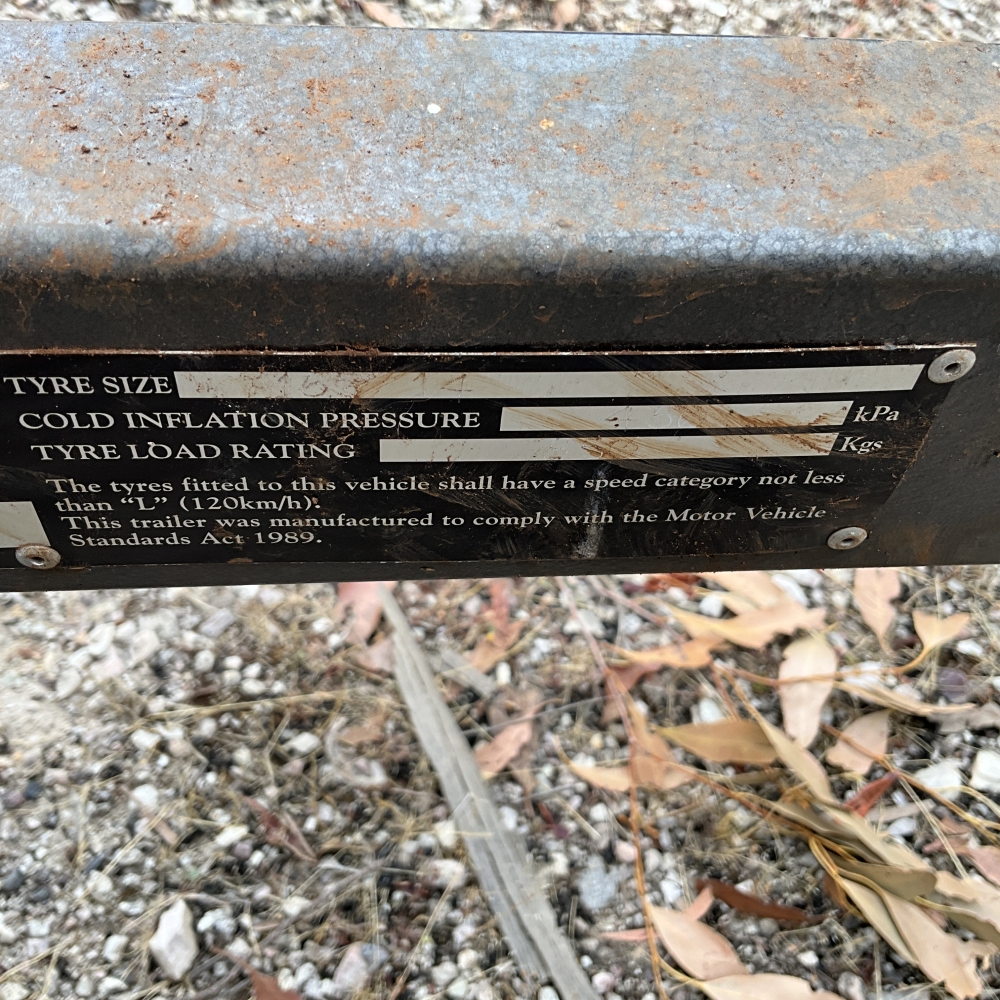 TYRE SIZE
COLD INFLATION PRESSURE kPa
TYRE LOAD RATING Kgs
The tyres fitted to this vehicle shall have a speed category not less
than “L” (120km/h).
This trailer was manufactured to comply with the Motor Vehicle
Standards Act 1989.